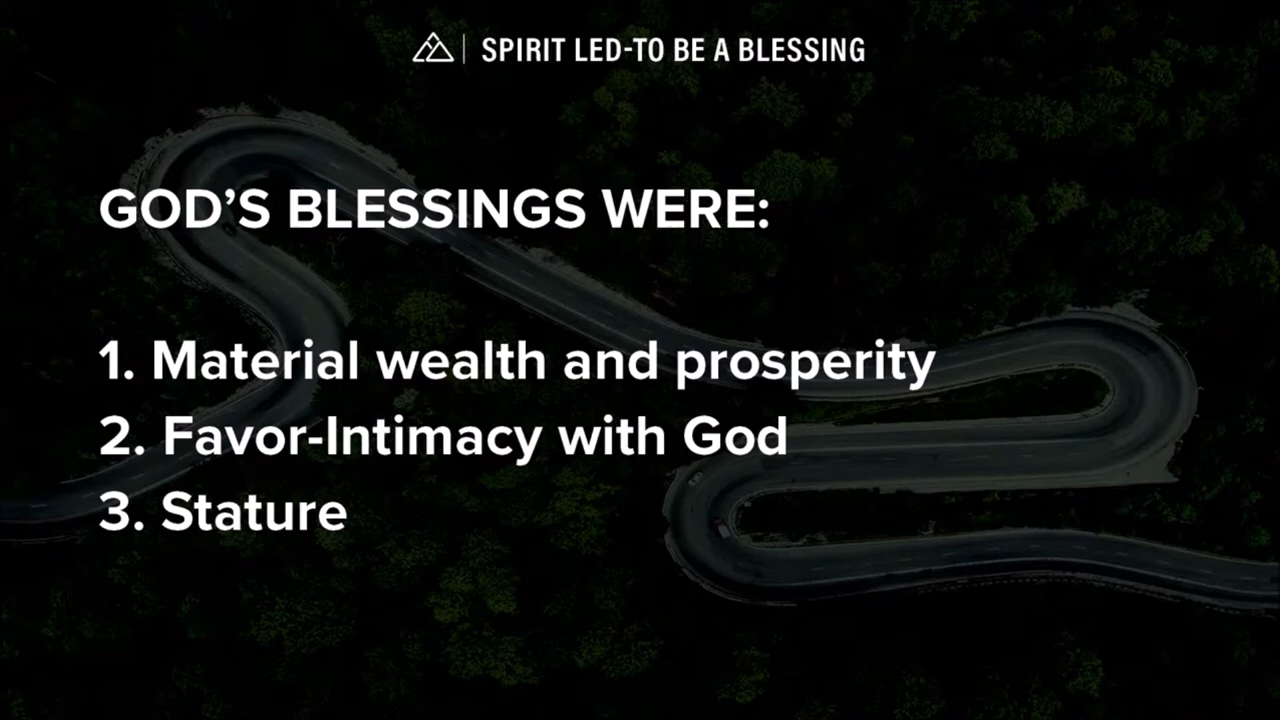 SPIRIT LED-TO BE A BLESSING
GOD’S BLESSINGS WERE:
1. Material wealth and prosperity
2. Favor-Intimacy with God
3. Stature